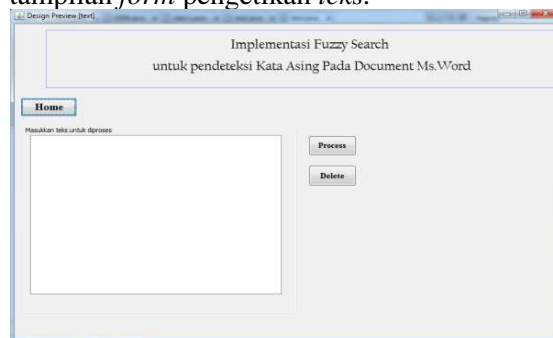 tampilan form pengetikan teks.
Design Preview [text]
Implementasi Fuzzy Search
untuk pendeteksi Kata Asing Pada Document Ms.Word
Home
Masukkan teks untuk diproses
Process
Delete